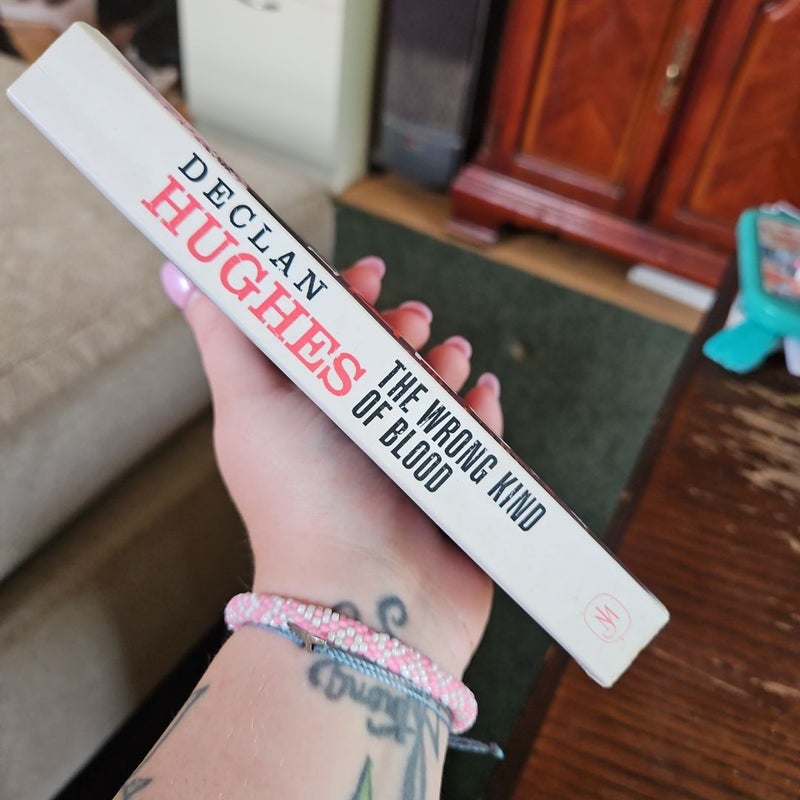 DECLAN
HUGHES
THE WRONG KIND
OF BLOOD